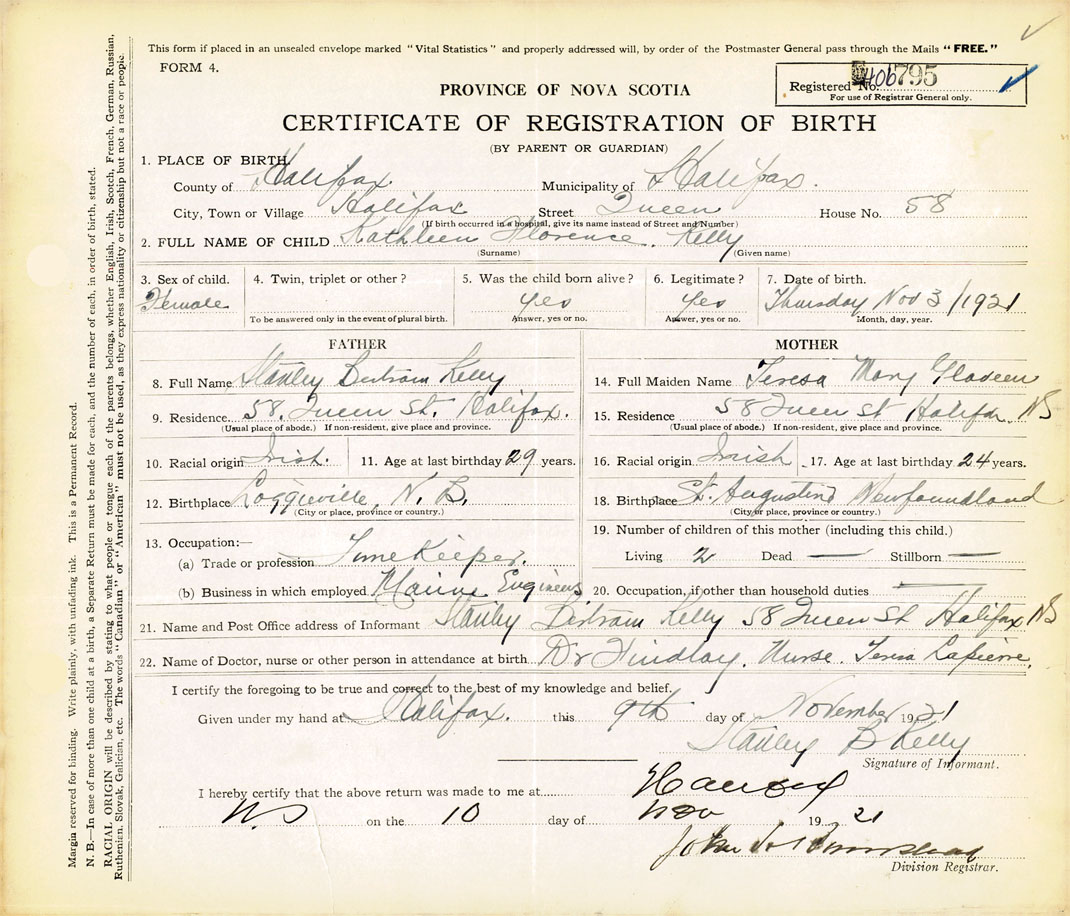 This form if placed in an unsealed envelope marked "Vital Statistics" and properly addressed will, by order of the Postmaster General pass through the Mails "FREE."
FORM 4.
Registered No. 406795
For use of Registrar General only.
PROVINCE OF NOVA SCOTIA
CERTIFICATE OF REGISTRATION OF BIRTH
(BY PARENT OR GUARDIAN)
1. PLACE OF BIRTH
County of Halifax Municipality of Halifax.
City, Town or Village Halifax Street Queen House No. 58
(If birth occurred in a hospital, give its name instead of Street and Number)
2. FULL NAME OF CHILD Kathleen Florence Kelly
(Surname) (Given name)
3. Sex of child. 4. Twin, triplet or other? 5. Was the child born alive? 6. Legitimate? 7. Date of birth.
Female yes Yes Thursday Nov 3/1921
To be answered only in the event of plural birth. Answer, yes or no. Answer, yes or no. Month, day, year.
FATHER
8. Full Name Stanley Bertram Kelly
9. Residence 58. Queen St. Halifax.
(Usual place of abode.) If non-resident, give place and province.
10. Racial origin Irish. 11. Age at last birthday 29 years.
12. Birthplace Loggieville, N. B.
(City or place, province or country.)
13. Occupation:—
(a) Trade or profession TimeKeeper.
(b) Business in which employed Marine Engineers
MOTHER
14. Full Maiden Name Teresa Mary
15. Residence 58 Queen St Halifax. NS
(Usual place of abode.) If non-resident, give place and province.
16. Racial origin Irish 17. Age at last birthday 24 years.
18. Birthplace St. Augustine Newfoundland
(City or place, province or country.)
19. Number of children of this mother (including this child.)
Living 2 Dead — Stillborn —
20. Occupation, if other than household duties —
21. Name and Post Office address of Informant Stanley Bertram Kelly 58 Queen St Halifax NS
22. Name of Doctor, nurse or other person in attendance at birth Dr Findlay. Nurse. Teresa Lapierre.
I certify the foregoing to be true and correct to the best of my knowledge and belief.
Given under my hand at Halifax. this 9th day of November 1921
Stanley B Kelly
Signature of Informant.
I hereby certify that the above return was made to me at Halifax
N.S on the 10 day of Nov 19 21
John
Division Registrar.
Margin reserved for binding. Write plainly, with unfading ink. This is a Permanent Record.
N. B.—In case of more than one child at a birth, a Separate Return must be made for each, and the number of each, in order of birth, stated.
RACIAL ORIGIN will be described by stating to what people or tongue each of the parents belongs, whether English, Irish, Scotch, French, German, Russian,
Ruthenian, Slovak, Galician, etc. The words "Canadian" or "American" must not be used, as they express nationality or citizenship but not a race or people.